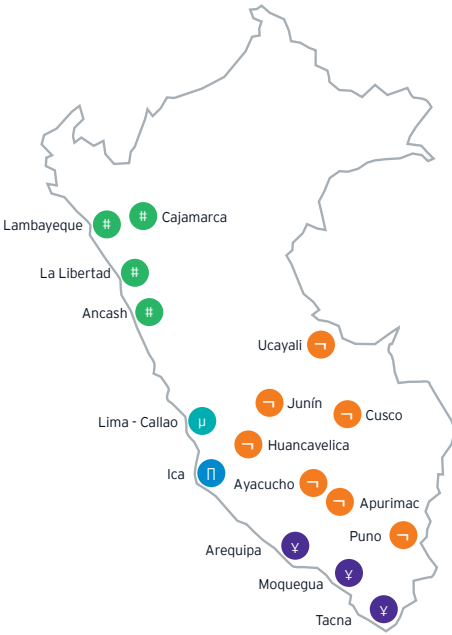 Lambayeque # # Cajamarca
La Libertad #
Ancash #
Ucayali ¬
¬ Junín
¬ Cusco
Lima - Callao µ
¬ Huancavelica
Ica ∏
Ayacucho ¬
¬ Apurimac
Puno ¬
Arequipa ¥
Moquegua ¥
Tacna ¥